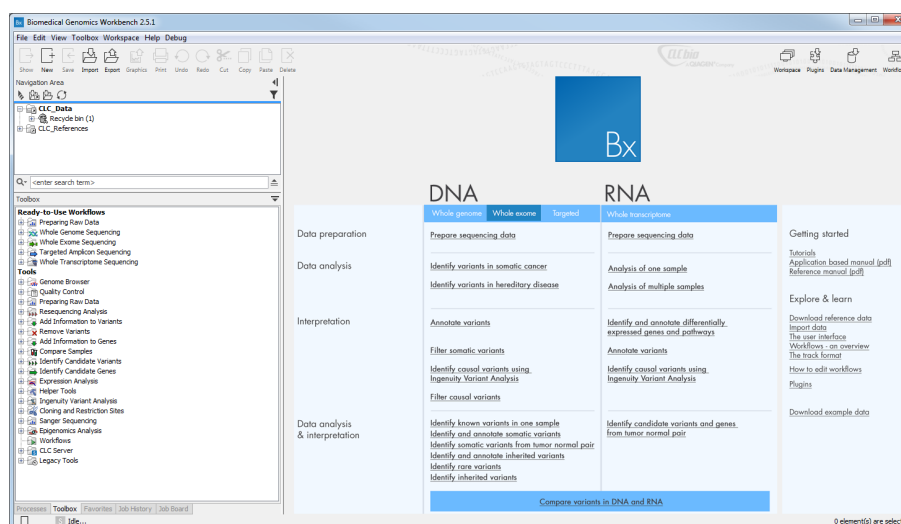 Bx Biomedical Genomics Workbench 2.5.1
File Edit View Toolbox Workspace Help Debug
Show New Save Import Export Graphics Print Undo Redo Cut Copy Paste Delete
CLCbio
Workspace Plugins Data Management Workflo
Navigation Area
CLC_Data
Recycle bin (1)
CLC_References
<enter search term>
Toolbox
Ready-to-Use Workflows
Preparing Raw Data
Whole Genome Sequencing
Whole Exome Sequencing
Targeted Amplicon Sequencing
Whole Transcriptome Sequencing
Tools
Genome Browser
Quality Control
Preparing Raw Data
Resequencing Analysis
Add Information to Variants
Remove Variants
Add Information to Genes
Compare Samples
Identify Candidate Variants
Identify Candidate Genes
Expression Analysis
Helper Tools
Ingenuity Variant Analysis
Cloning and Restriction Sites
Sanger Sequencing
Epigenomics Analysis
Workflows
CLC Server
Legacy Tools
Processes Toolbox Favorites Job History Job Board
Idle...
0 element(s) are select
Bx
DNA
RNA
Whole genome Whole exome Targeted
Whole transcriptome
Data preparation
Prepare sequencing data
Prepare sequencing data
Data analysis
Identify variants in somatic cancer
Identify variants in hereditary disease
Analysis of one sample
Analysis of multiple samples
Interpretation
Annotate variants
Filter somatic variants
Identify causal variants using
Ingenuity Variant Analysis
Filter causal variants
Identify and annotate differentially
expressed genes and pathways
Annotate variants
Identify causal variants using
Ingenuity Variant Analysis
Data analysis
& interpretation
Identify known variants in one sample
Identify and annotate somatic variants
Identify somatic variants from tumor normal pair
Identify and annotate inherited variants
Identify rare variants
Identify inherited variants
Identify candidate variants and genes
from tumor normal pair
Compare variants in DNA and RNA
Getting started
Tutorials
Application based manual (pdf)
Reference manual (pdf)
Explore & learn
Download reference data
Import data
The user interface
Workflows - an overview
The track format
How to edit workflows
Plugins
Download example data